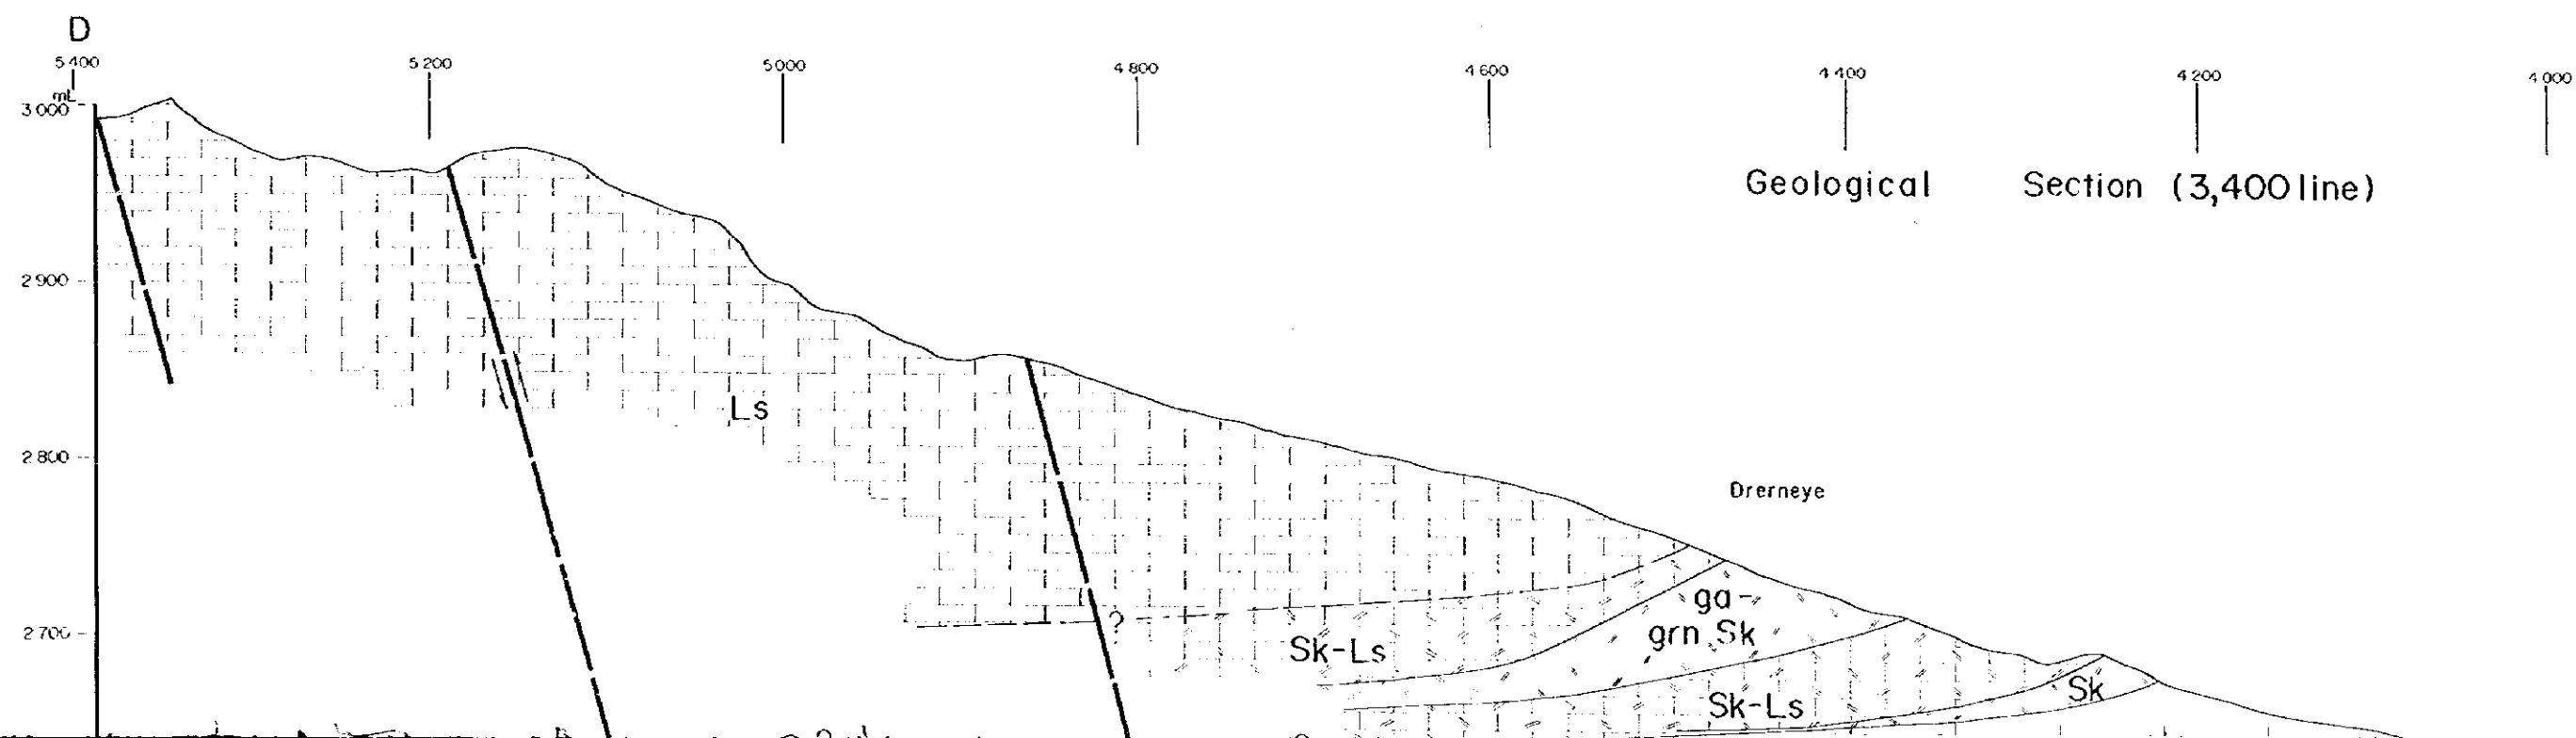 D
5400 5200 5000 4800 4600 4400 4200 4000
mL
3000
Geological Section (3,400 line)
2900
Ls
2800
Drerneye
ga-
grn Sk
2700
?
Sk-Ls
Sk
Sk-Ls